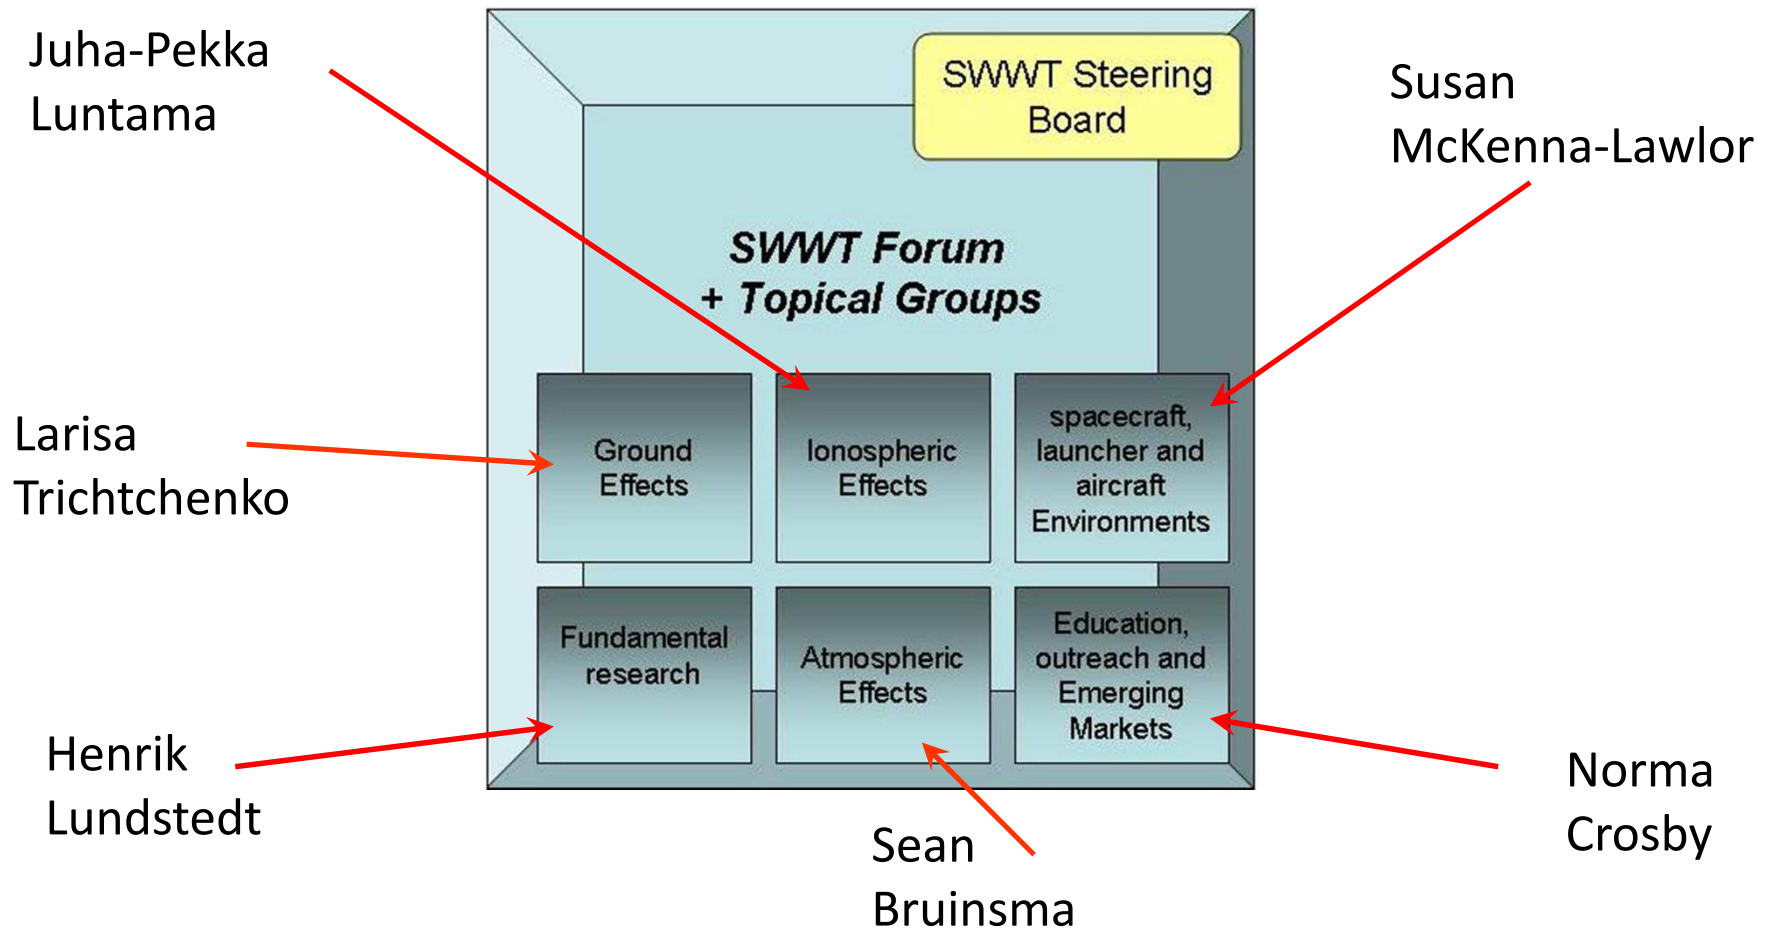 Juha-Pekka
Luntama
SWWT Steering
Board
Susan
McKenna-Lawlor
SWWT Forum
+ Topical Groups
Larisa
Trichtchenko
Ground
Effects
Ionospheric
Effects
spacecraft,
launcher and
aircraft
Environments
Fundamental
research
Atmospheric
Effects
Education,
outreach and
Emerging
Markets
Henrik
Lundstedt
Sean
Bruinsma
Norma
Crosby